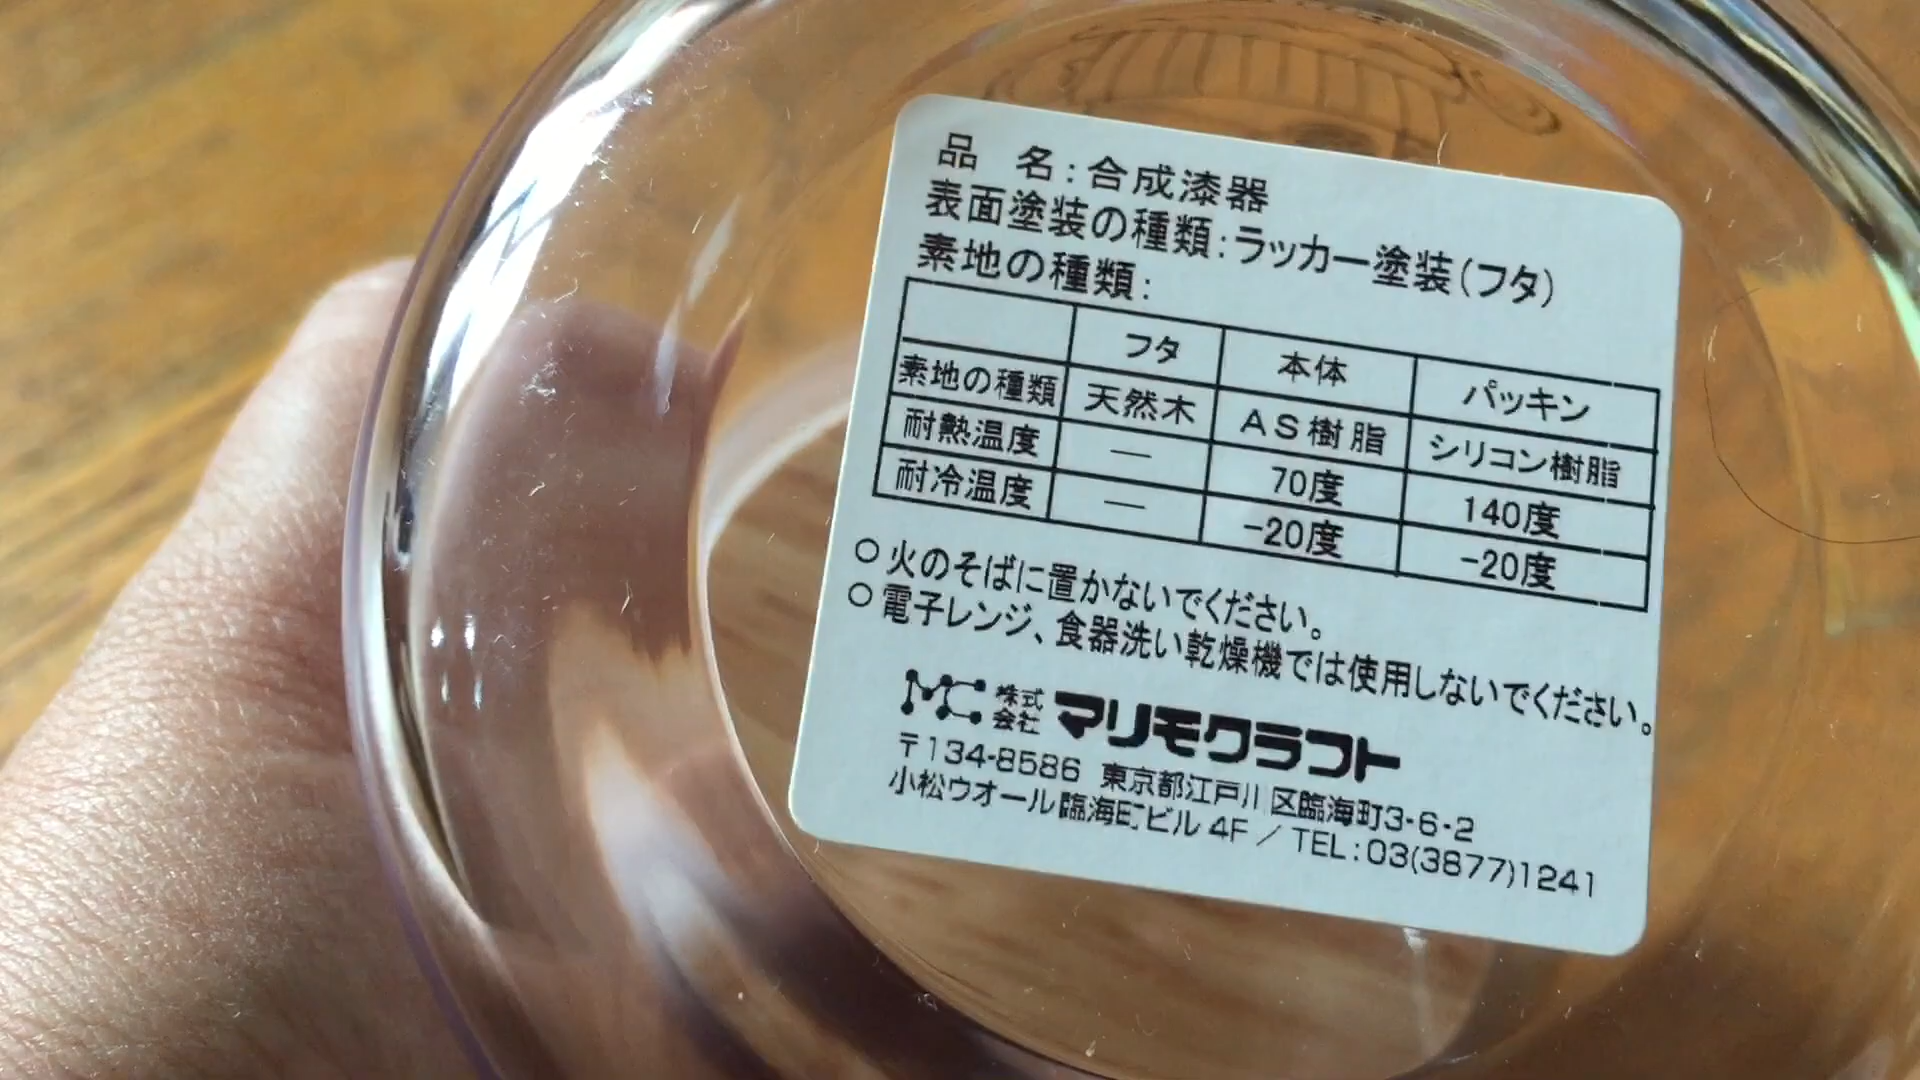 品　名：合成漆器
表面塗装の種類：ラッカー塗装(フタ)
素地の種類：
フタ 本体 パッキン
素地の種類 天然木 AS樹脂 シリコン樹脂
耐熱温度 — 70度 140度
耐冷温度 — -20度 -20度
○火のそばに置かないでください。
○電子レンジ、食器洗い乾燥機では使用しないでください。
MC 株式会社 マリモクラフト
〒134-8586 東京都江戸川区臨海町3-6-2
小松ウオール臨海町ビル 4F / TEL:03(3877)1241